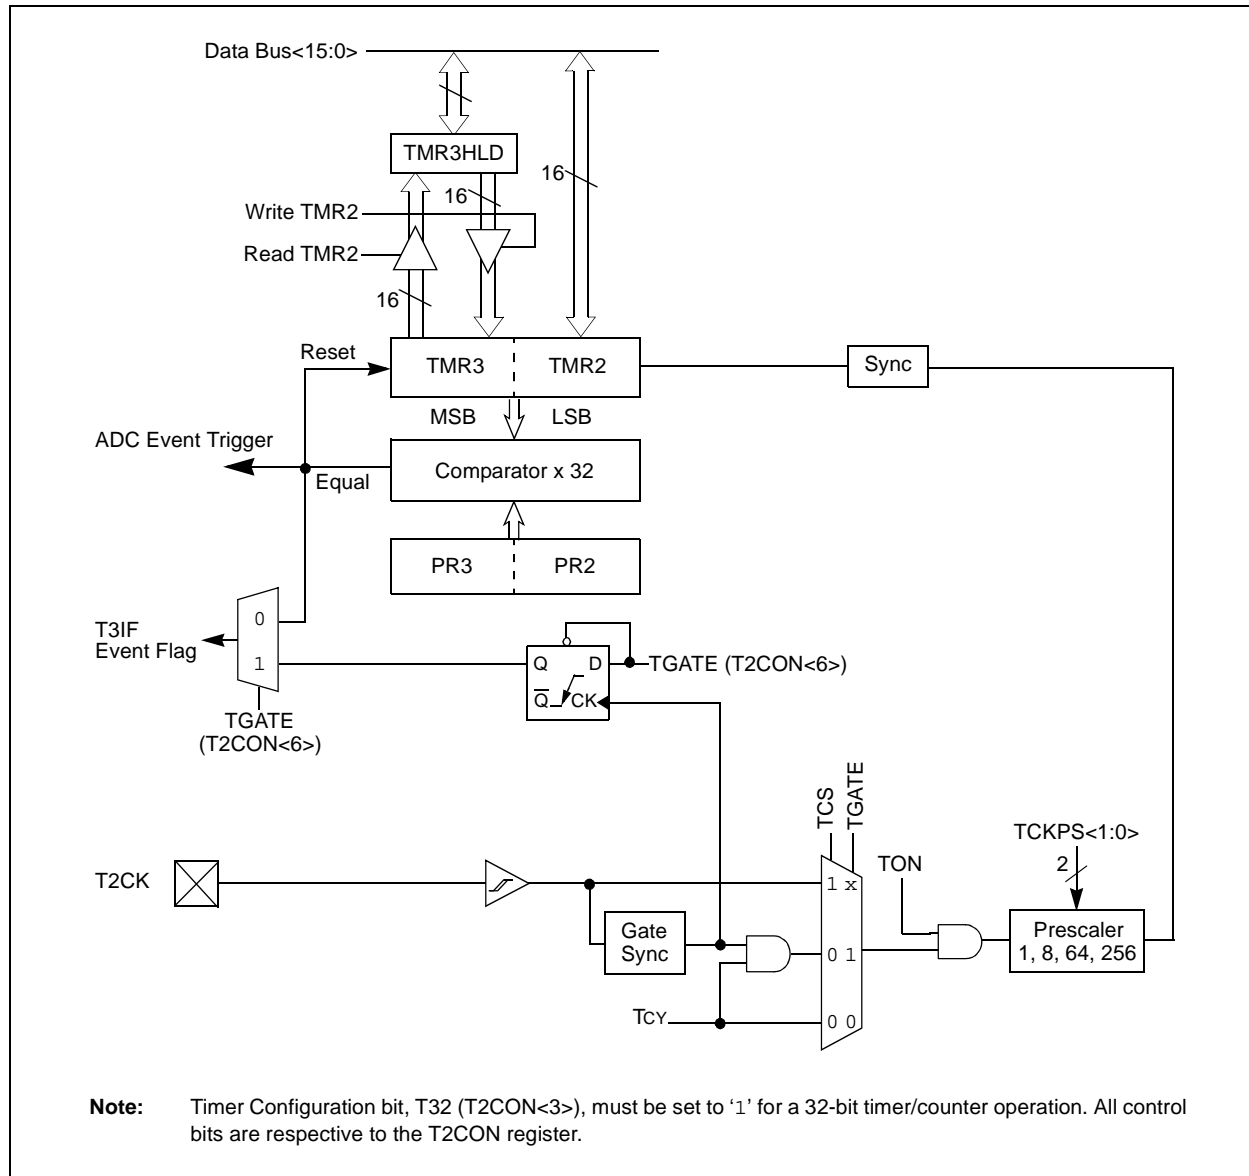 Data Bus<15:0>
TMR3HLD
16
16
Write TMR2
Read TMR2
16
Reset
TMR3
TMR2
Sync
MSB
LSB
ADC Event Trigger
Equal
Comparator x 32
PR3
PR2
0
T3IF
Event Flag
1
Q
D
TGATE (T2CON<6>)
Q
CK
TGATE
(T2CON<6>)
TCS
TGATE
TCKPS<1:0>
2
TON
T2CK
1 x
Gate
Sync
0 1
Prescaler
1, 8, 64, 256
TCY
0 0
Note: Timer Configuration bit, T32 (T2CON<3>), must be set to ‘1’ for a 32-bit timer/counter operation. All control
bits are respective to the T2CON register.